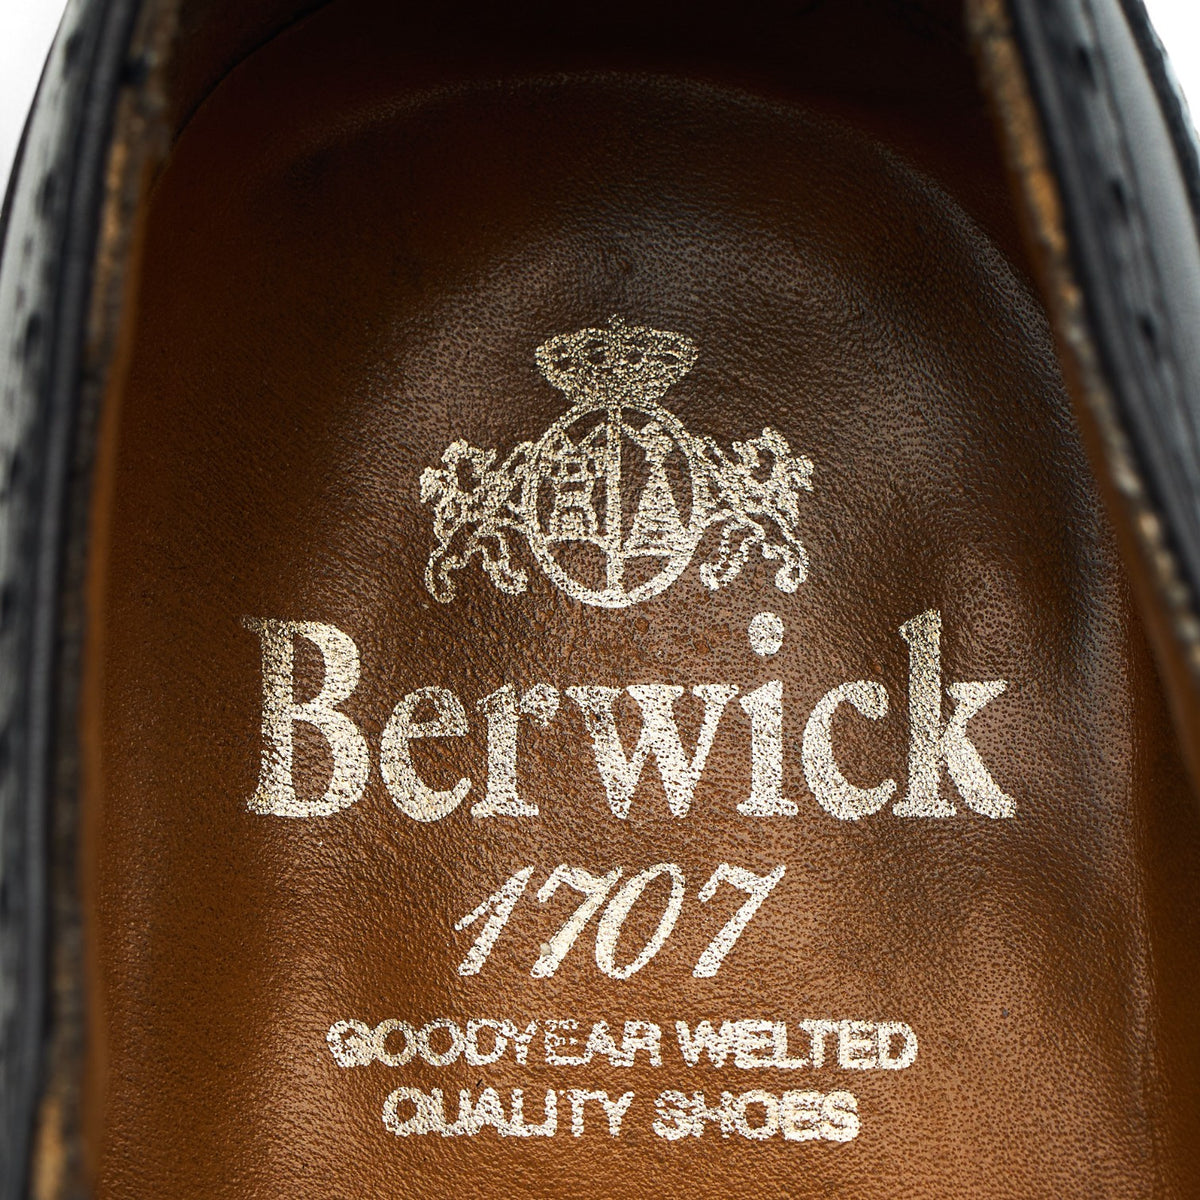 Berwick
1707
GOODYEAR WELTED
QUALITY SHOES